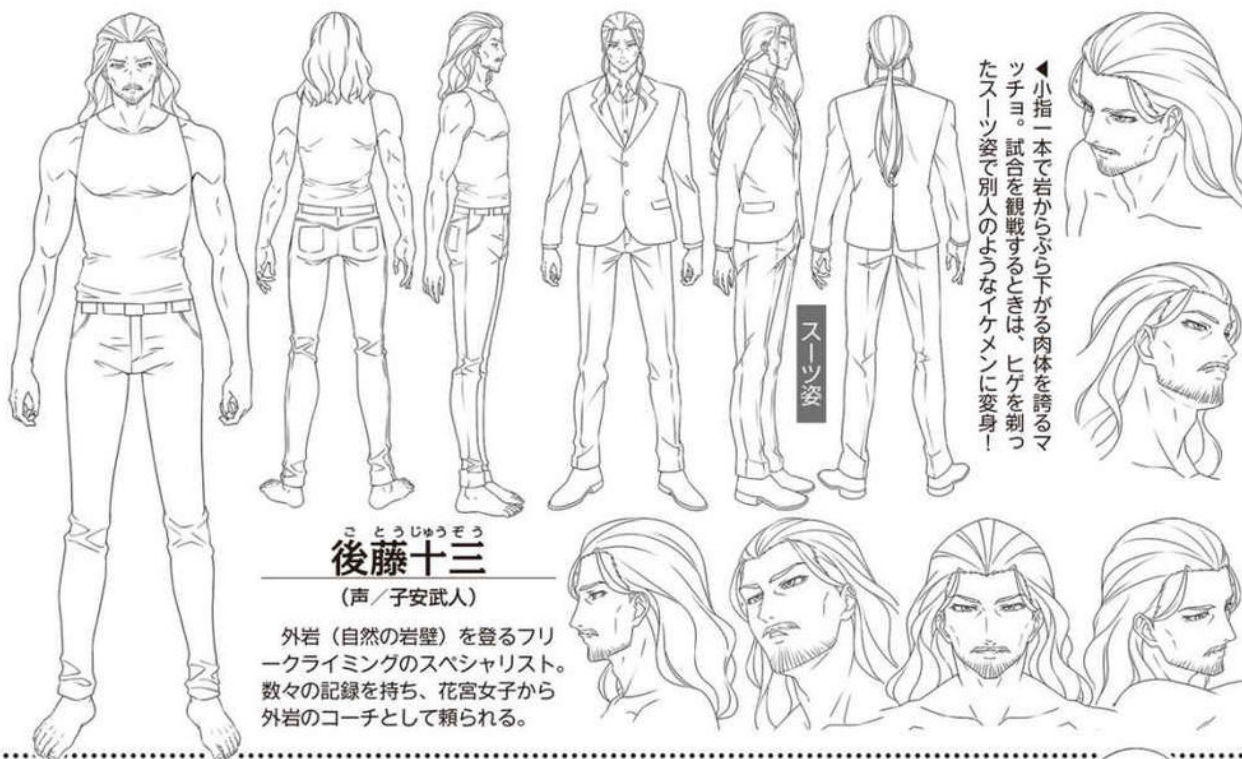 ◀小指一本で岩からぶら下がる肉体を誇るマ
ッチョ。試合を観戦するときは、ヒゲを剃っ
たスーツ姿で別人のようなイケメンに変身！
スーツ姿
ごとうじゅうぞう
後藤十三
（声／子安武人）
外岩（自然の岩壁）を登るフリ
ークライミングのスペシャリスト。
数々の記録を持ち、花宮女子から
外岩のコーチとして頼られる。